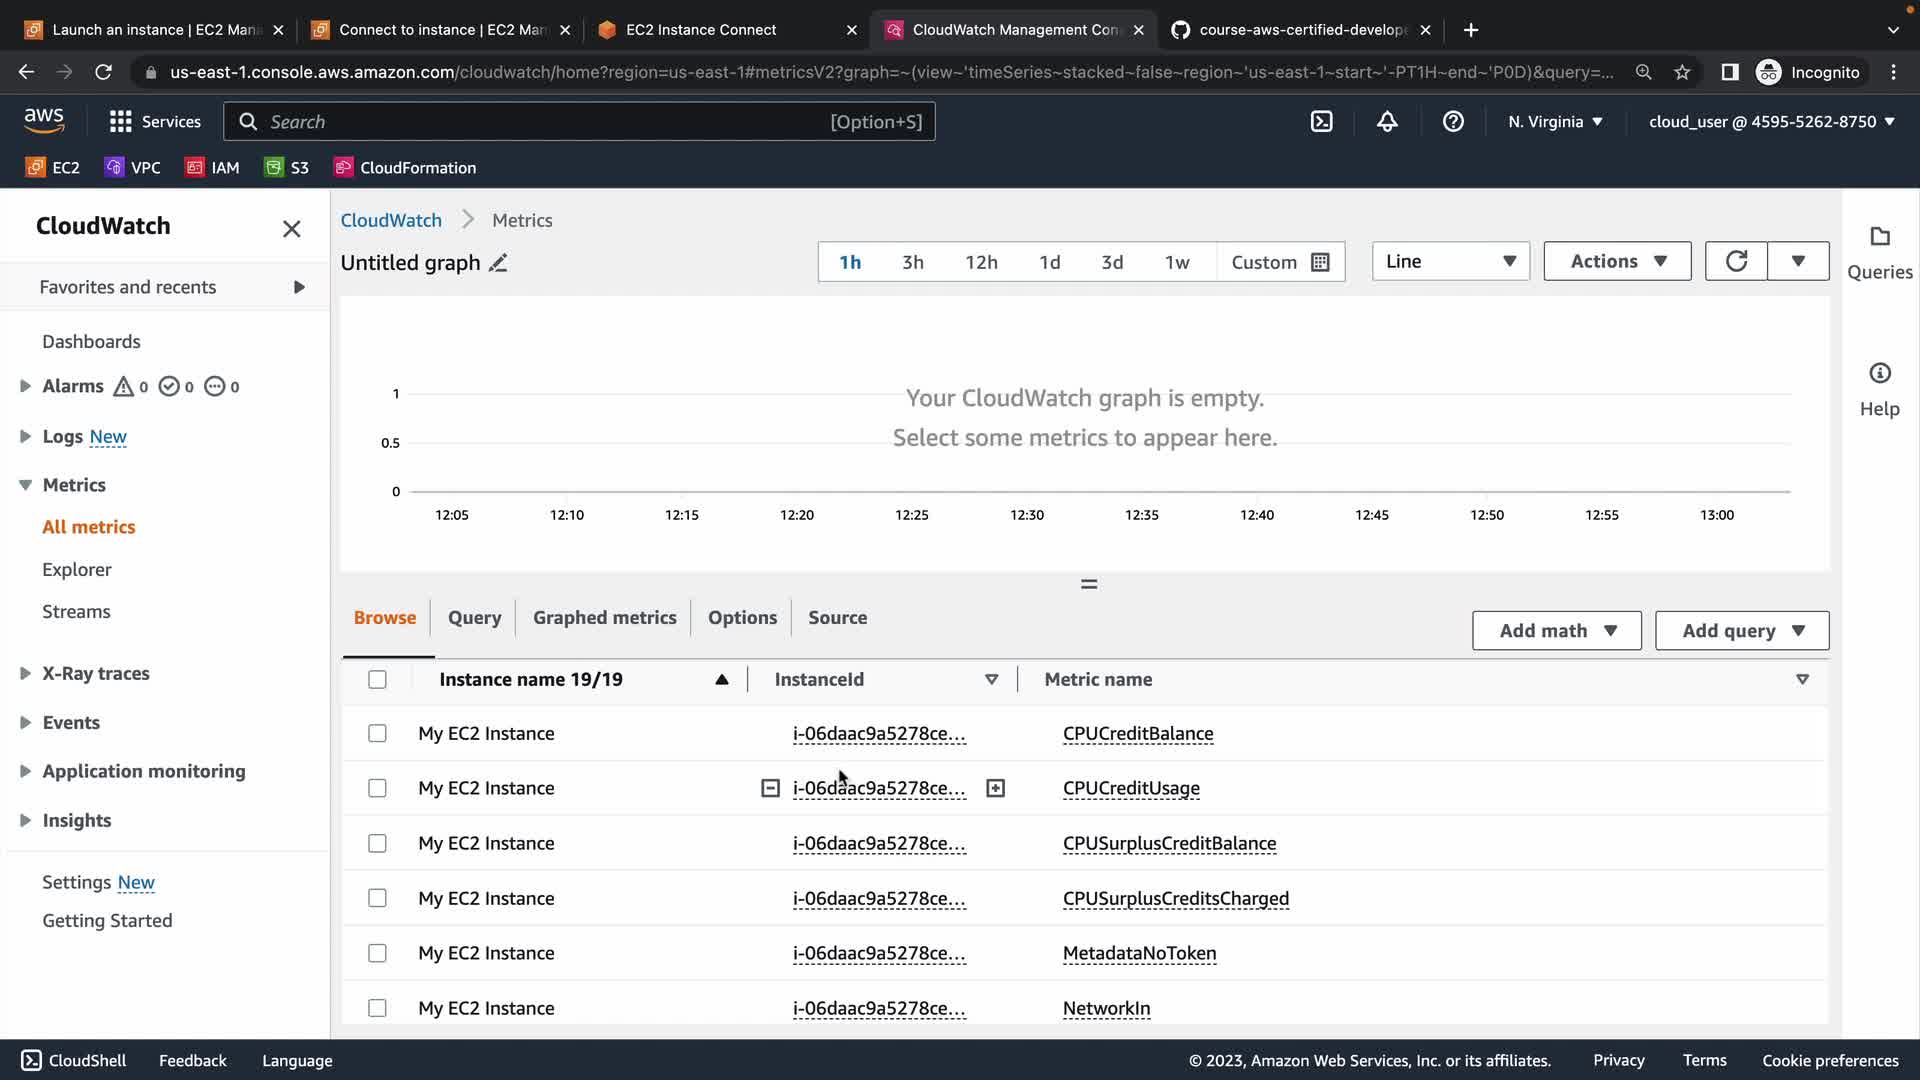 Launch an instance | EC2 Mana
Connect to instance | EC2 Man
EC2 Instance Connect
CloudWatch Management Con
course-aws-certified-develope
us-east-1.console.aws.amazon.com/cloudwatch/home?region=us-east-1#metricsV2?graph=~(view~'timeSeries~stacked~false~region~'us-east-1~start~'-PT1H~end~'P0D)&query=...
Incognito
aws
Services
Search
[Option+S]
N. Virginia
cloud_user @ 4595-5262-8750
EC2
VPC
IAM
S3
CloudFormation
CloudWatch
Favorites and recents
Dashboards
Alarms 0 0 0
Logs New
Metrics
All metrics
Explorer
Streams
X-Ray traces
Events
Application monitoring
Insights
Settings New
Getting Started
CloudWatch
Metrics
Untitled graph
1h
3h
12h
1d
3d
1w
Custom
Line
Actions
Queries
Help
1
0.5
0
Your CloudWatch graph is empty.
Select some metrics to appear here.
12:05
12:10
12:15
12:20
12:25
12:30
12:35
12:40
12:45
12:50
12:55
13:00
Browse
Query
Graphed metrics
Options
Source
Add math
Add query
Instance name 19/19
InstanceId
Metric name
My EC2 Instance i-06daac9a5278ce... CPUCreditBalance
My EC2 Instance i-06daac9a5278ce... CPUCreditUsage
My EC2 Instance i-06daac9a5278ce... CPUSurplusCreditBalance
My EC2 Instance i-06daac9a5278ce... CPUSurplusCreditsCharged
My EC2 Instance i-06daac9a5278ce... MetadataNoToken
My EC2 Instance i-06daac9a5278ce... NetworkIn
CloudShell
Feedback
Language
© 2023, Amazon Web Services, Inc. or its affiliates.
Privacy
Terms
Cookie preferences